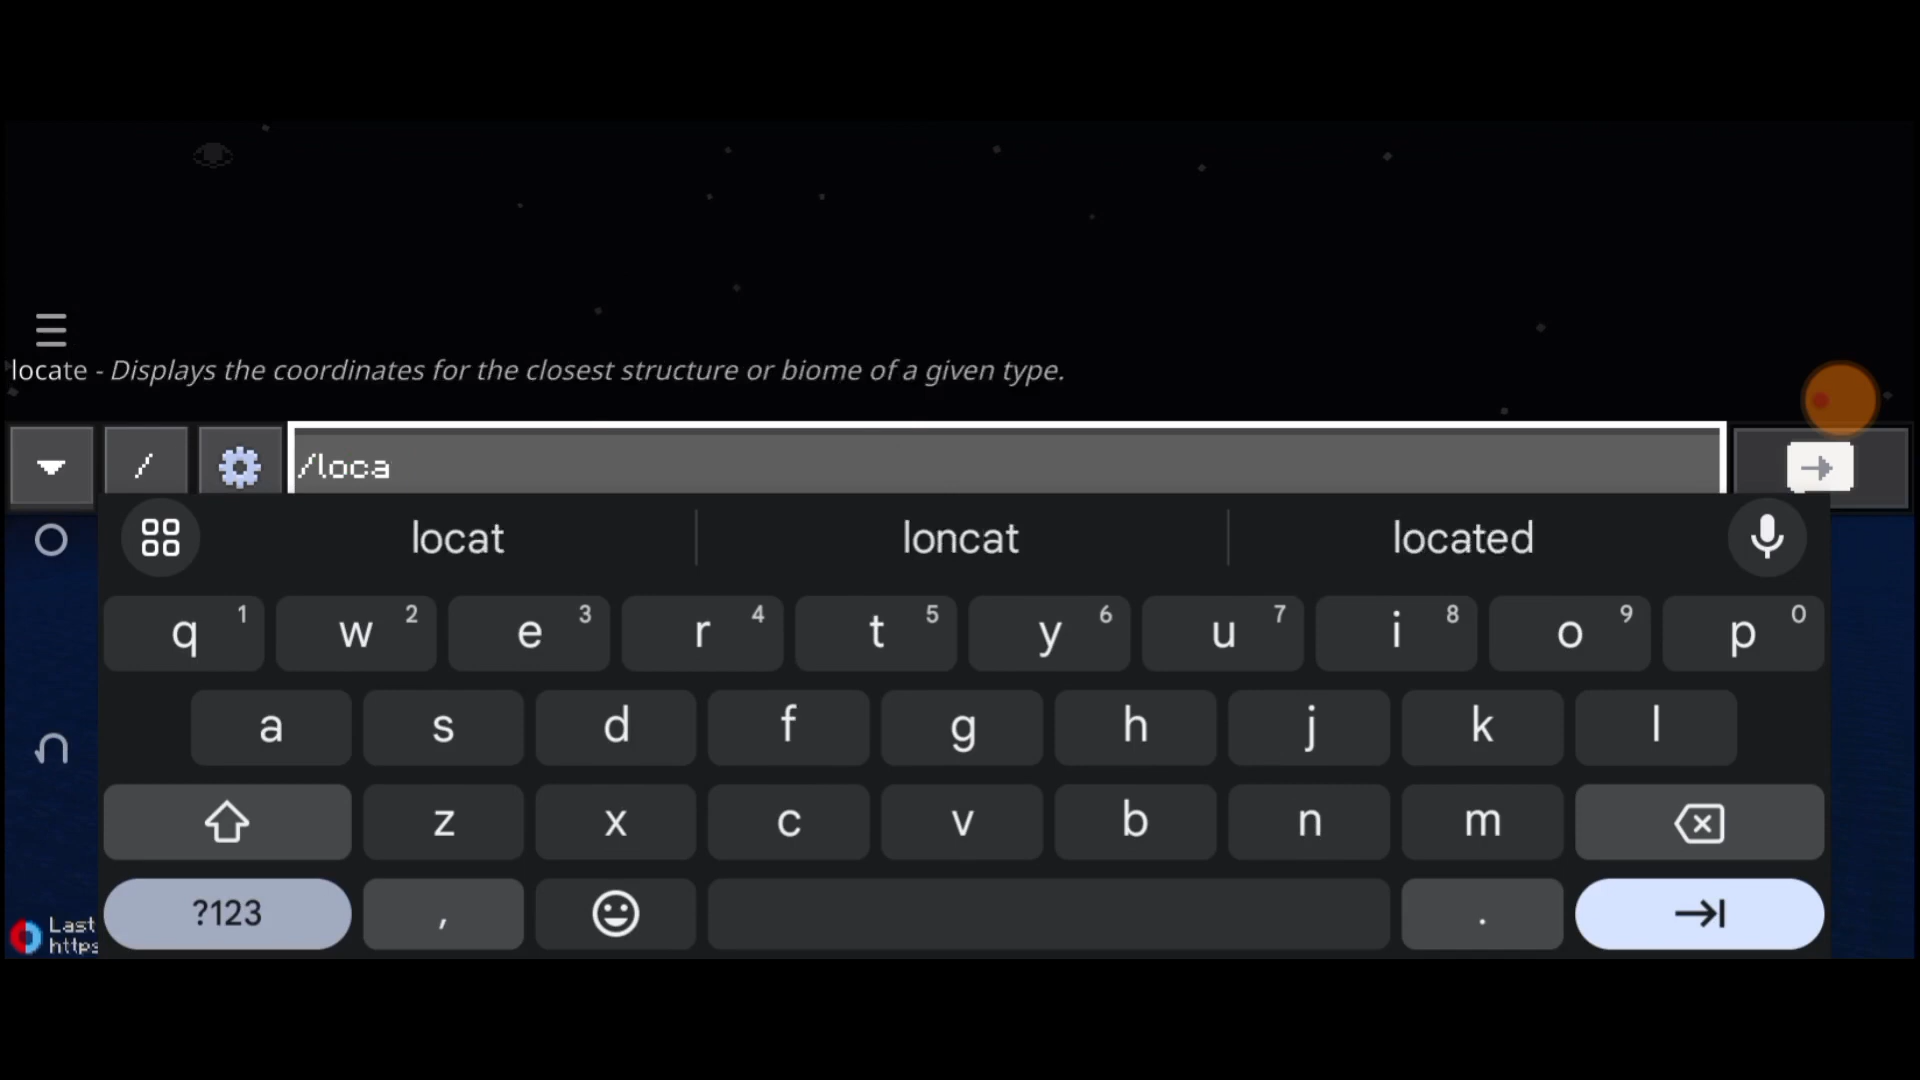 locate - Displays the coordinates for the closest structure or biome of a given type.
/
/loca
locat loncat located
q 1 w 2 e 3 r 4 t 5 y 6 u 7 i 8 o 9 p 0
a s d f g h j k l
z x c v b n m
?123 , .
Last
https